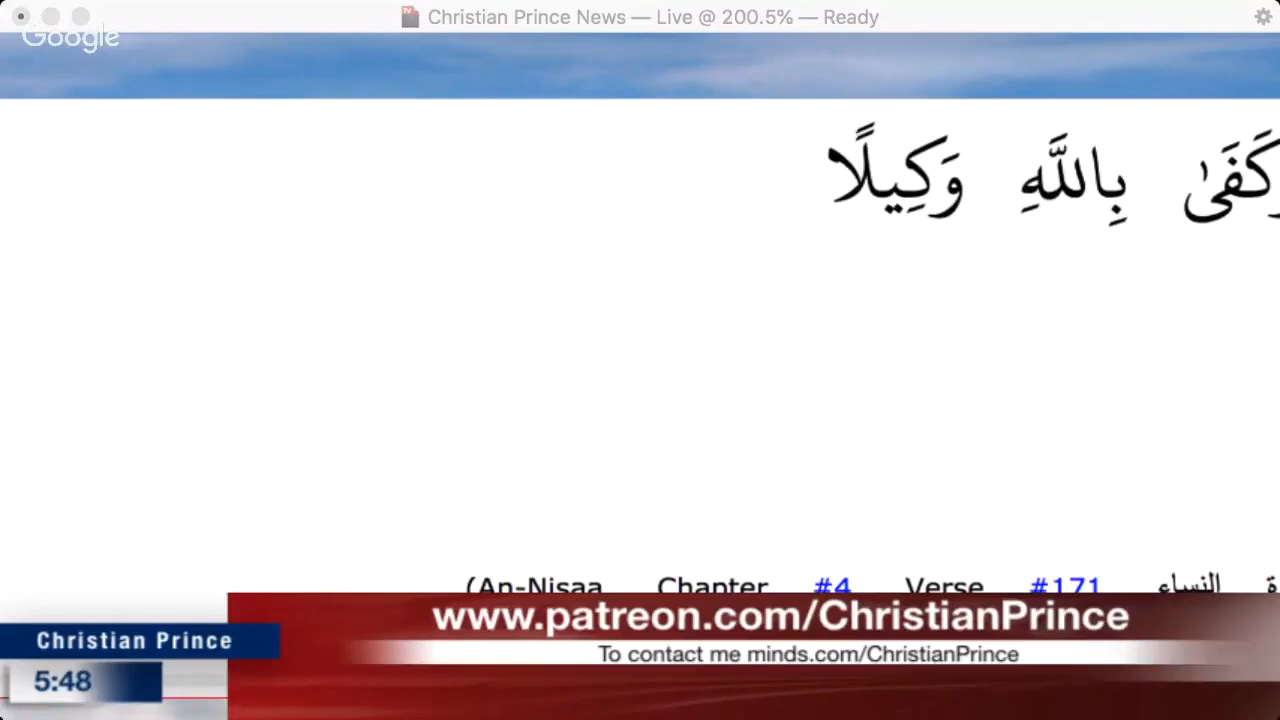 Christian Prince News — Live @ 200.5% — Ready
Google
كَفَىٰ بِاللَّهِ وَكِيلًا
(An-Nisaa Chapter #4 Verse #171 النساء
www.patreon.com/ChristianPrince
To contact me minds.com/ChristianPrince
Christian Prince
5:48